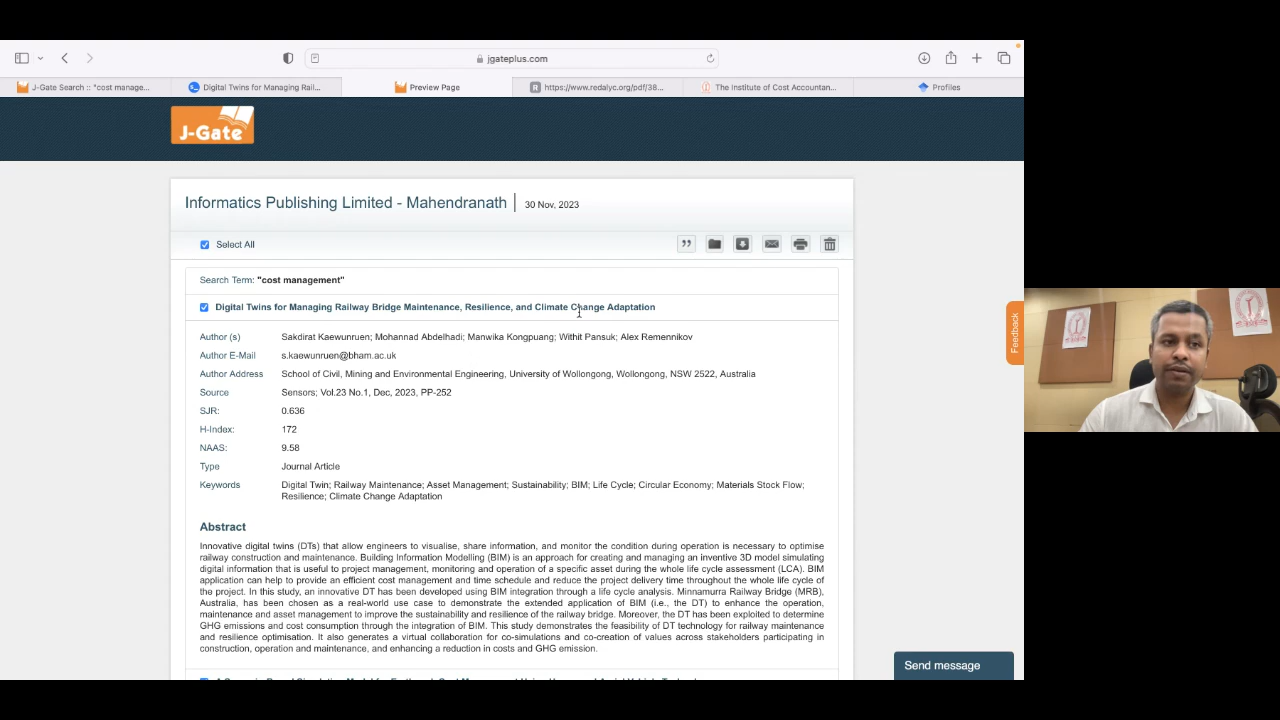 jgateplus.com
J-Gate Search :: "cost manage...
Digital Twins for Managing Rail...
Preview Page
https://www.redalyc.org/pdf/38...
The Institute of Cost Accountan...
Profiles
J-Gate
Informatics Publishing Limited - Mahendranath | 30 Nov, 2023
Select All
Search Term: "cost management"
Digital Twins for Managing Railway Bridge Maintenance, Resilience, and Climate Change Adaptation
Author (s) Sakdirat Kaewunruen; Mohannad Abdelhadi; Manwika Kongpuang; Withit Pansuk; Alex Remennikov
Author E-Mail s.kaewunruen@bham.ac.uk
Author Address School of Civil, Mining and Environmental Engineering, University of Wollongong, Wollongong, NSW 2522, Australia
Source Sensors; Vol.23 No.1, Dec, 2023, PP-252
SJR: 0.636
H-Index: 172
NAAS: 9.58
Type Journal Article
Keywords Digital Twin; Railway Maintenance; Asset Management; Sustainability; BIM; Life Cycle; Circular Economy; Materials Stock Flow;
Resilience; Climate Change Adaptation
Abstract
Innovative digital twins (DTs) that allow engineers to visualise, share information, and monitor the condition during operation is necessary to optimise
railway construction and maintenance. Building Information Modelling (BIM) is an approach for creating and managing an inventive 3D model simulating
digital information that is useful to project management, monitoring and operation of a specific asset during the whole life cycle assessment (LCA). BIM
application can help to provide an efficient cost management and time schedule and reduce the project delivery time throughout the whole life cycle of
the project. In this study, an innovative DT has been developed using BIM integration through a life cycle analysis. Minnamurra Railway Bridge (MRB),
Australia, has been chosen as a real-world use case to demonstrate the extended application of BIM (i.e., the DT) to enhance the operation,
maintenance and asset management to improve the sustainability and resilience of the railway bridge. Moreover, the DT has been exploited to determine
GHG emissions and cost consumption through the integration of BIM. This study demonstrates the feasibility of DT technology for railway maintenance
and resilience optimisation. It also generates a virtual collaboration for co-simulations and co-creation of values across stakeholders participating in
construction, operation and maintenance, and enhancing a reduction in costs and GHG emission.
Feedback
Send message